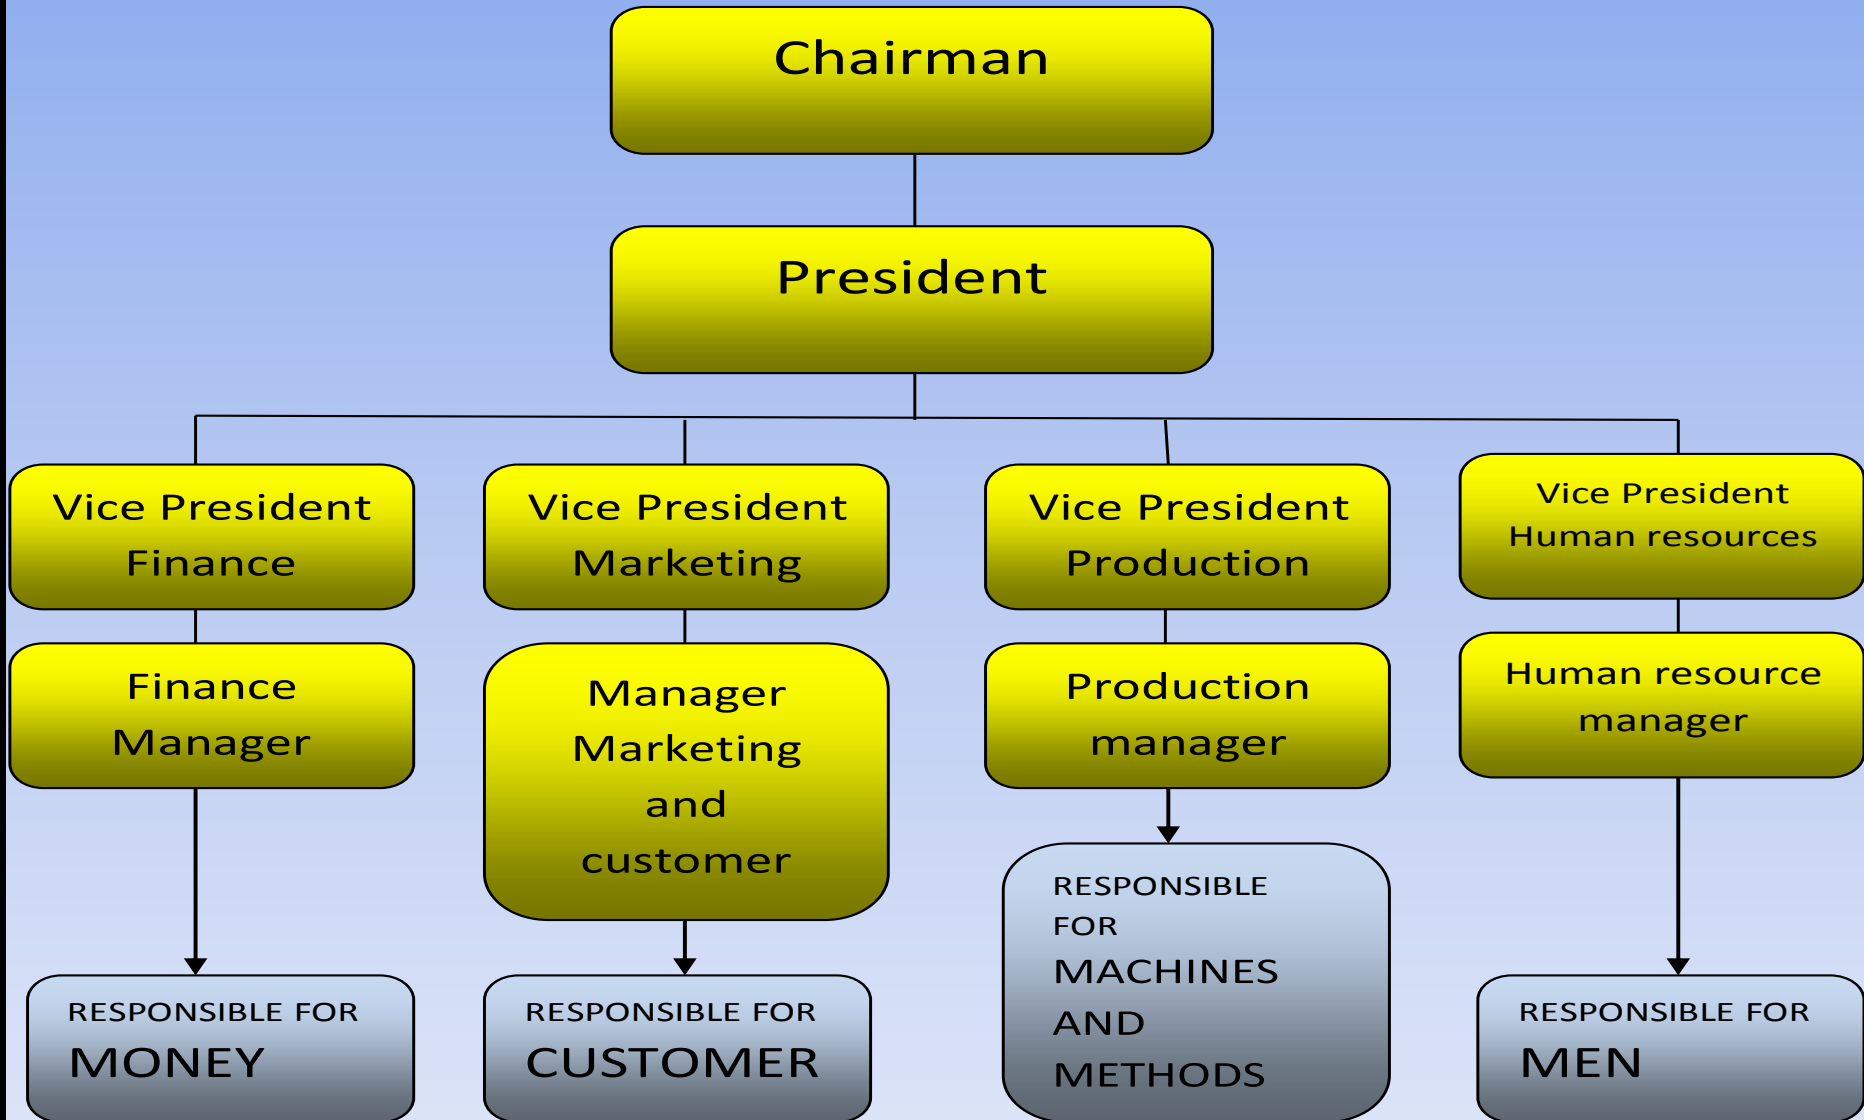 Chairman
President
Vice President
Finance
Vice President
Marketing
Vice President
Production
Vice President
Human resources
Finance
Manager
Manager
Marketing
and
customer
Production
manager
Human resource
manager
RESPONSIBLE FOR
MONEY
RESPONSIBLE FOR
CUSTOMER
RESPONSIBLE
FOR
MACHINES
AND
METHODS
RESPONSIBLE FOR
MEN